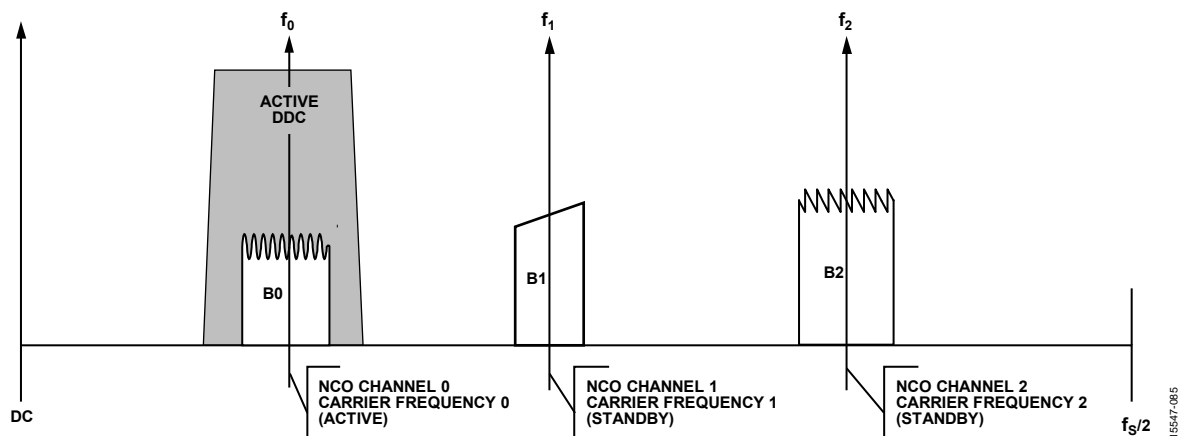 f0
f1
f2
ACTIVE
DDC
B0
B1
B2
NCO CHANNEL 0
CARRIER FREQUENCY 0
(ACTIVE)
NCO CHANNEL 1
CARRIER FREQUENCY 1
(STANDBY)
NCO CHANNEL 2
CARRIER FREQUENCY 2
(STANDBY)
DC
fS/2
15547-085